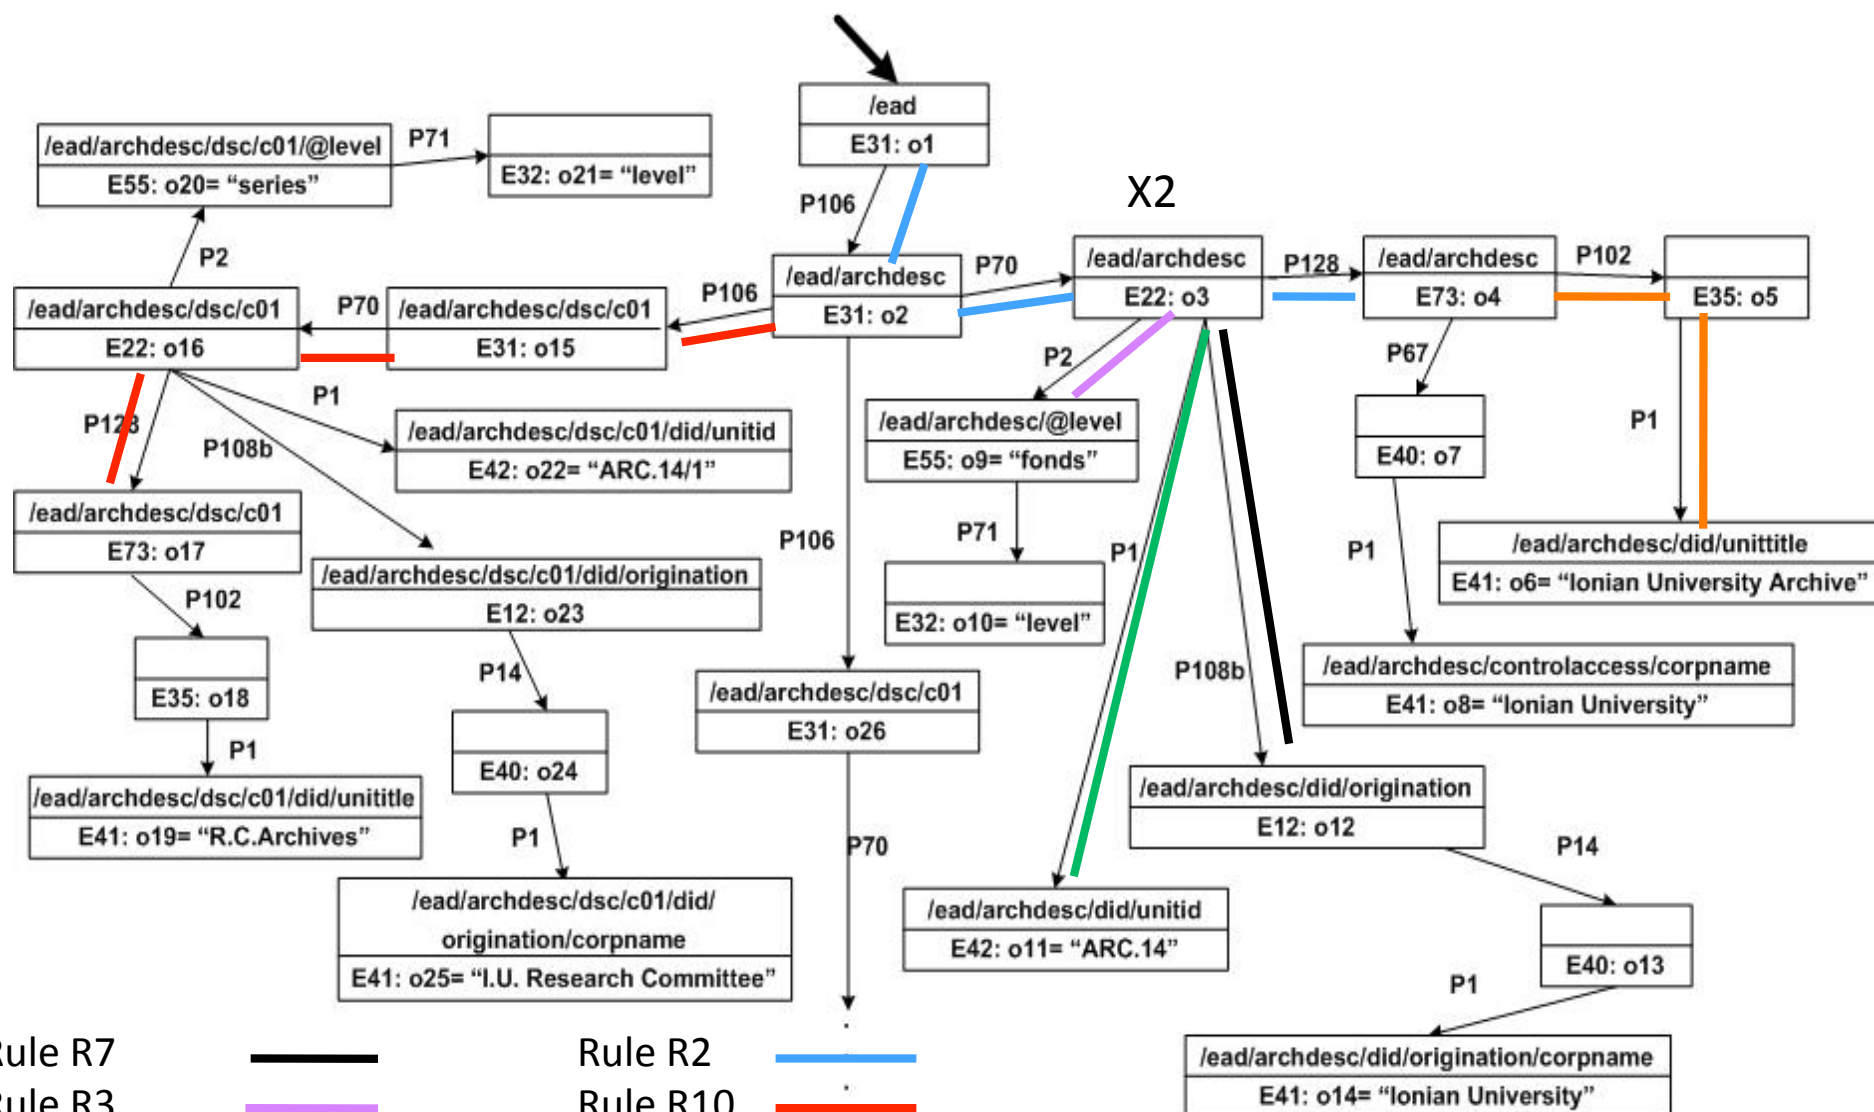 /ead
E31: o1
P106
/ead/archdesc/dsc/c01/@level
E55: o20= “series”
P71
E32: o21= “level”
P2
X2
/ead/archdesc/dsc/c01
E22: o16
P70
/ead/archdesc/dsc/c01
E31: o15
P106
/ead/archdesc
E31: o2
P70
/ead/archdesc
E22: o3
P128
/ead/archdesc
E73: o4
P102
E35: o5
P128
P108b
P1
/ead/archdesc/dsc/c01/did/unitid
E42: o22= “ARC.14/1”
P2
/ead/archdesc/@level
E55: o9= “fonds”
P67
E40: o7
P1
/ead/archdesc/dsc/c01
E73: o17
P102
/ead/archdesc/dsc/c01/did/origination
E12: o23
P106
P71
E32: o10= “level”
P1
P1
/ead/archdesc/did/unittitle
E41: o6= “Ionian University Archive”
E35: o18
P1
P14
E40: o24
P1
/ead/archdesc/dsc/c01
E31: o26
P70
P108b
/ead/archdesc/controlaccess/corpname
E41: o8= “Ionian University”
/ead/archdesc/dsc/c01/did/unititle
E41: o19= “R.C.Archives”
/ead/archdesc/did/origination
E12: o12
P14
/ead/archdesc/dsc/c01/did/
origination/corpname
E41: o25= “I.U. Research Committee”
/ead/archdesc/did/unitid
E42: o11= “ARC.14”
E40: o13
P1
/ead/archdesc/did/origination/corpname
E41: o14= “Ionian University”
Rule R7
Rule R2
Rule R3
Rule R10